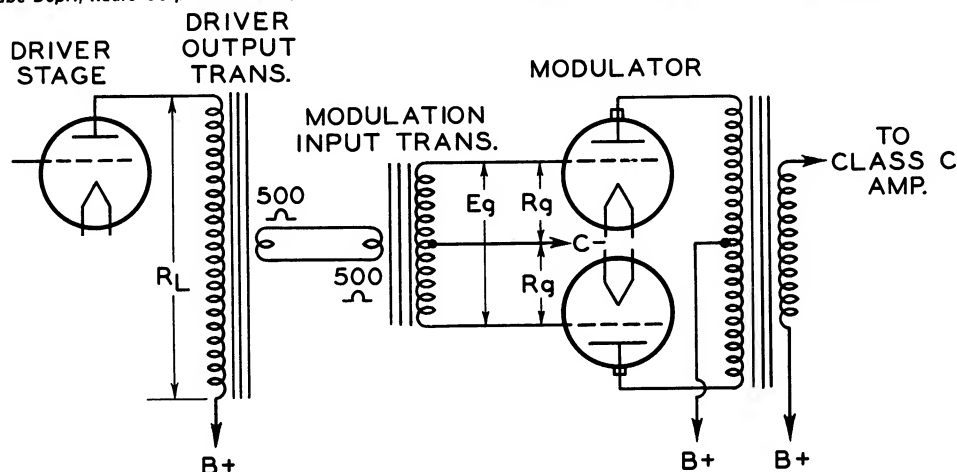 DRIVER
STAGE
DRIVER
OUTPUT
TRANS.
MODULATION
INPUT TRANS.
MODULATOR
TO
CLASS C
AMP.
500
Ω
500
Ω
RL
Eg
Rg
C-
Rg
B+
B+
B+